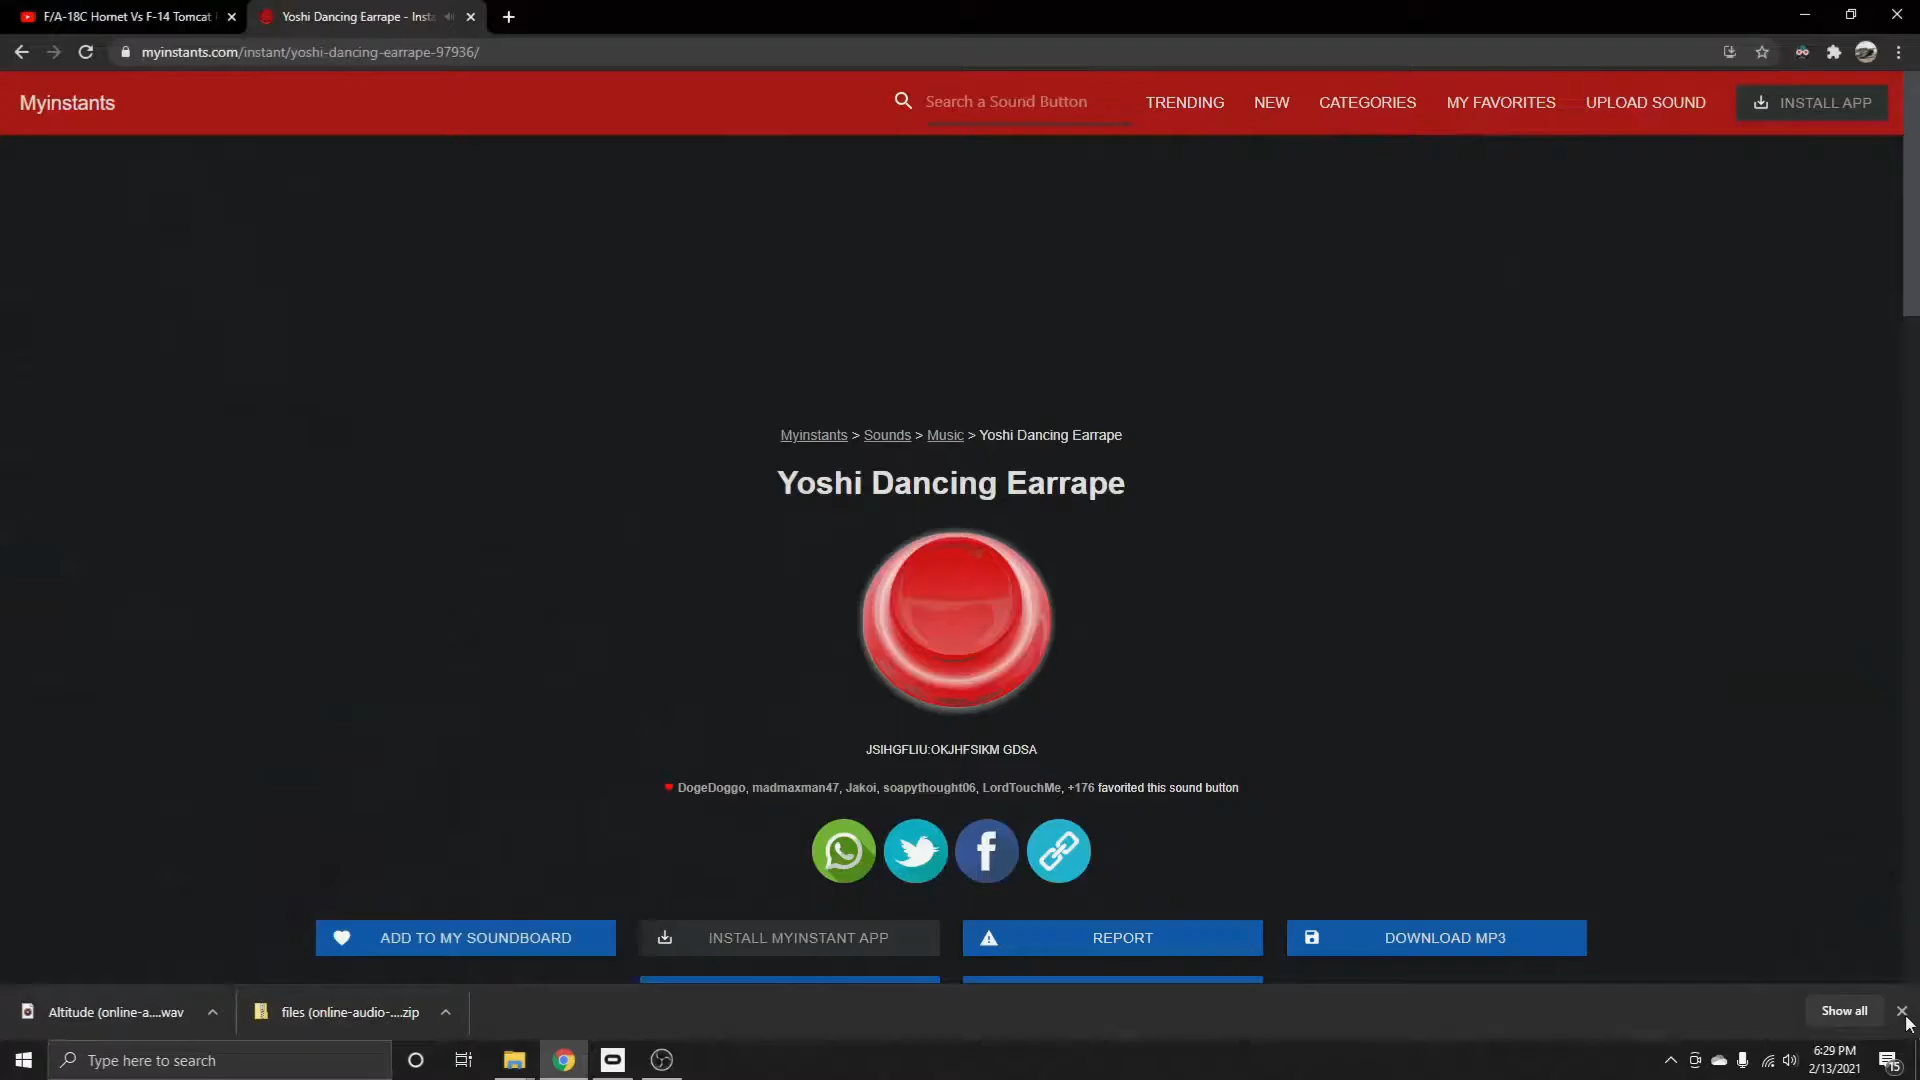 F/A-18C Hornet Vs F-14 Tomcat
Yoshi Dancing Earrape - Insta
myinstants.com/instant/yoshi-dancing-earrape-97936/
Myinstants
Search a Sound Button
TRENDING
NEW
CATEGORIES
MY FAVORITES
UPLOAD SOUND
INSTALL APP
Myinstants > Sounds > Music > Yoshi Dancing Earrape
Yoshi Dancing Earrape
JSIHGFLIU:OKJHFSIKM GDSA
DogeDoggo, madmaxman47, Jakoi, soapythought06, LordTouchMe, +176 favorited this sound button
ADD TO MY SOUNDBOARD
INSTALL MYINSTANT APP
REPORT
DOWNLOAD MP3
Altitude (online-a....wav
files (online-audio-....zip
Show all
Type here to search
6:29 PM
2/13/2021
15